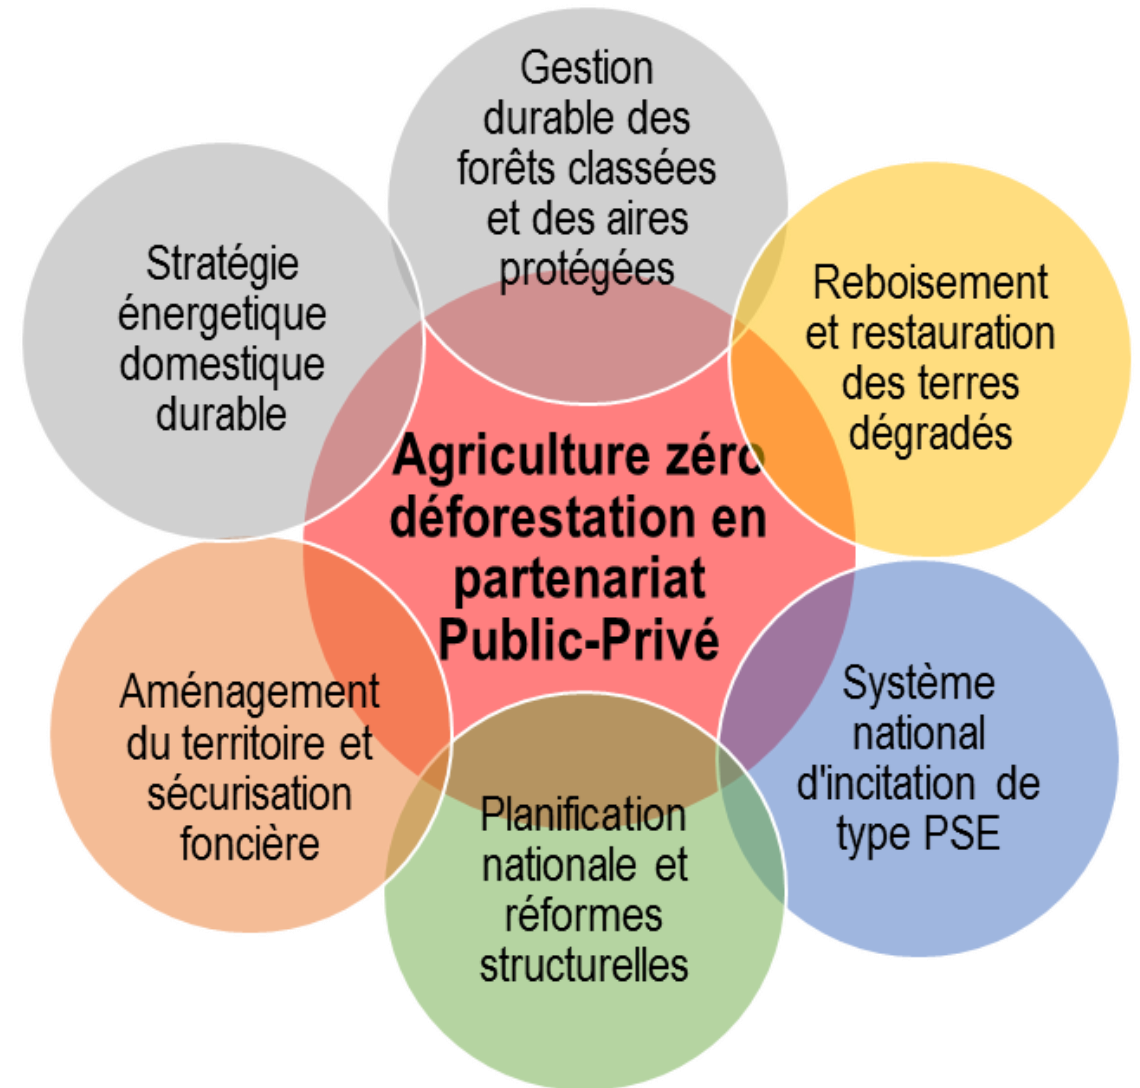 Gestion
durable des
forêts classées
et des aires
protégées
Stratégie
énergetique
domestique
durable
Reboisement
et restauration
des terres
dégradés
Agriculture zéro
déforestation en
partenariat
Public-Privé
Aménagement
du territoire et
sécurisation
foncière
Système
national
d'incitation de
type PSE
Planification
nationale et
réformes
structurelles